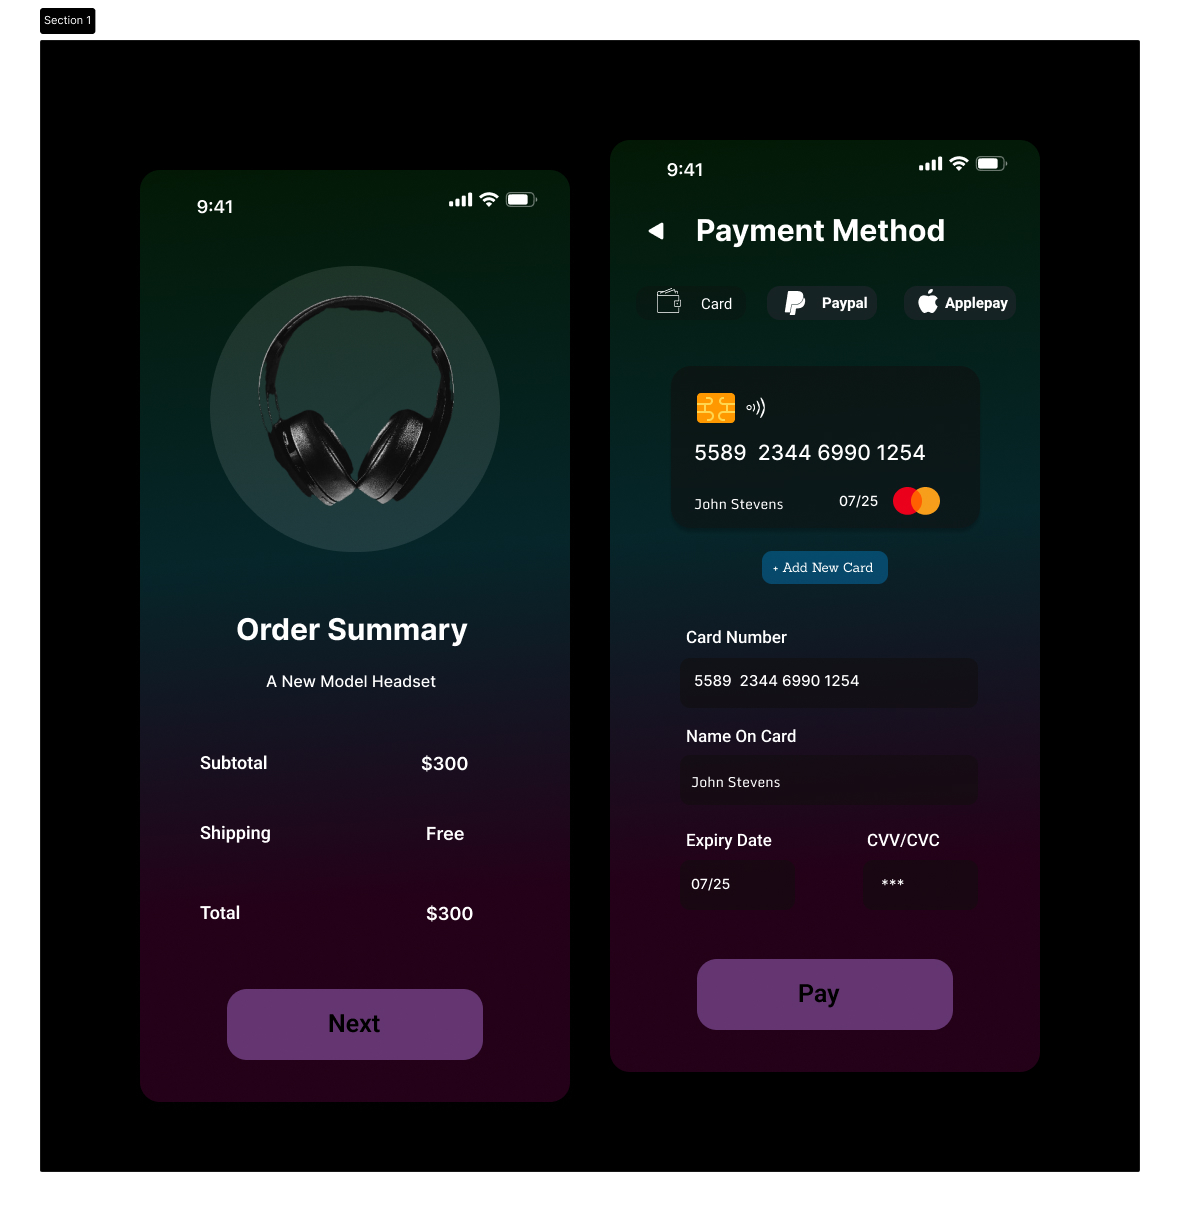 Section 1
9:41
Order Summary
A New Model Headset
Subtotal $300
Shipping Free
Total $300
Next
9:41
Payment Method
Card Paypal Applepay
5589 2344 6990 1254
John Stevens 07/25
+ Add New Card
Card Number
5589 2344 6990 1254
Name On Card
John Stevens
Expiry Date CVV/CVC
07/25 ***
Pay